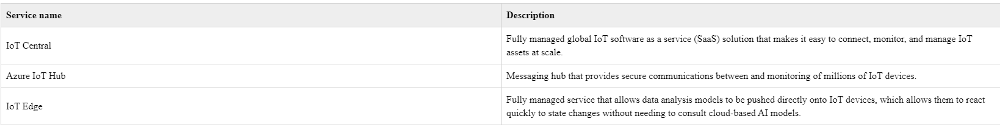 Service name
Description
IoT Central
Fully managed global IoT software as a service (SaaS) solution that makes it easy to connect, monitor, and manage IoT
assets at scale.
Azure IoT Hub
Messaging hub that provides secure communications between and monitoring of millions of IoT devices.
IoT Edge
Fully managed service that allows data analysis models to be pushed directly onto IoT devices, which allows them to react
quickly to state changes without needing to consult cloud-based AI models.